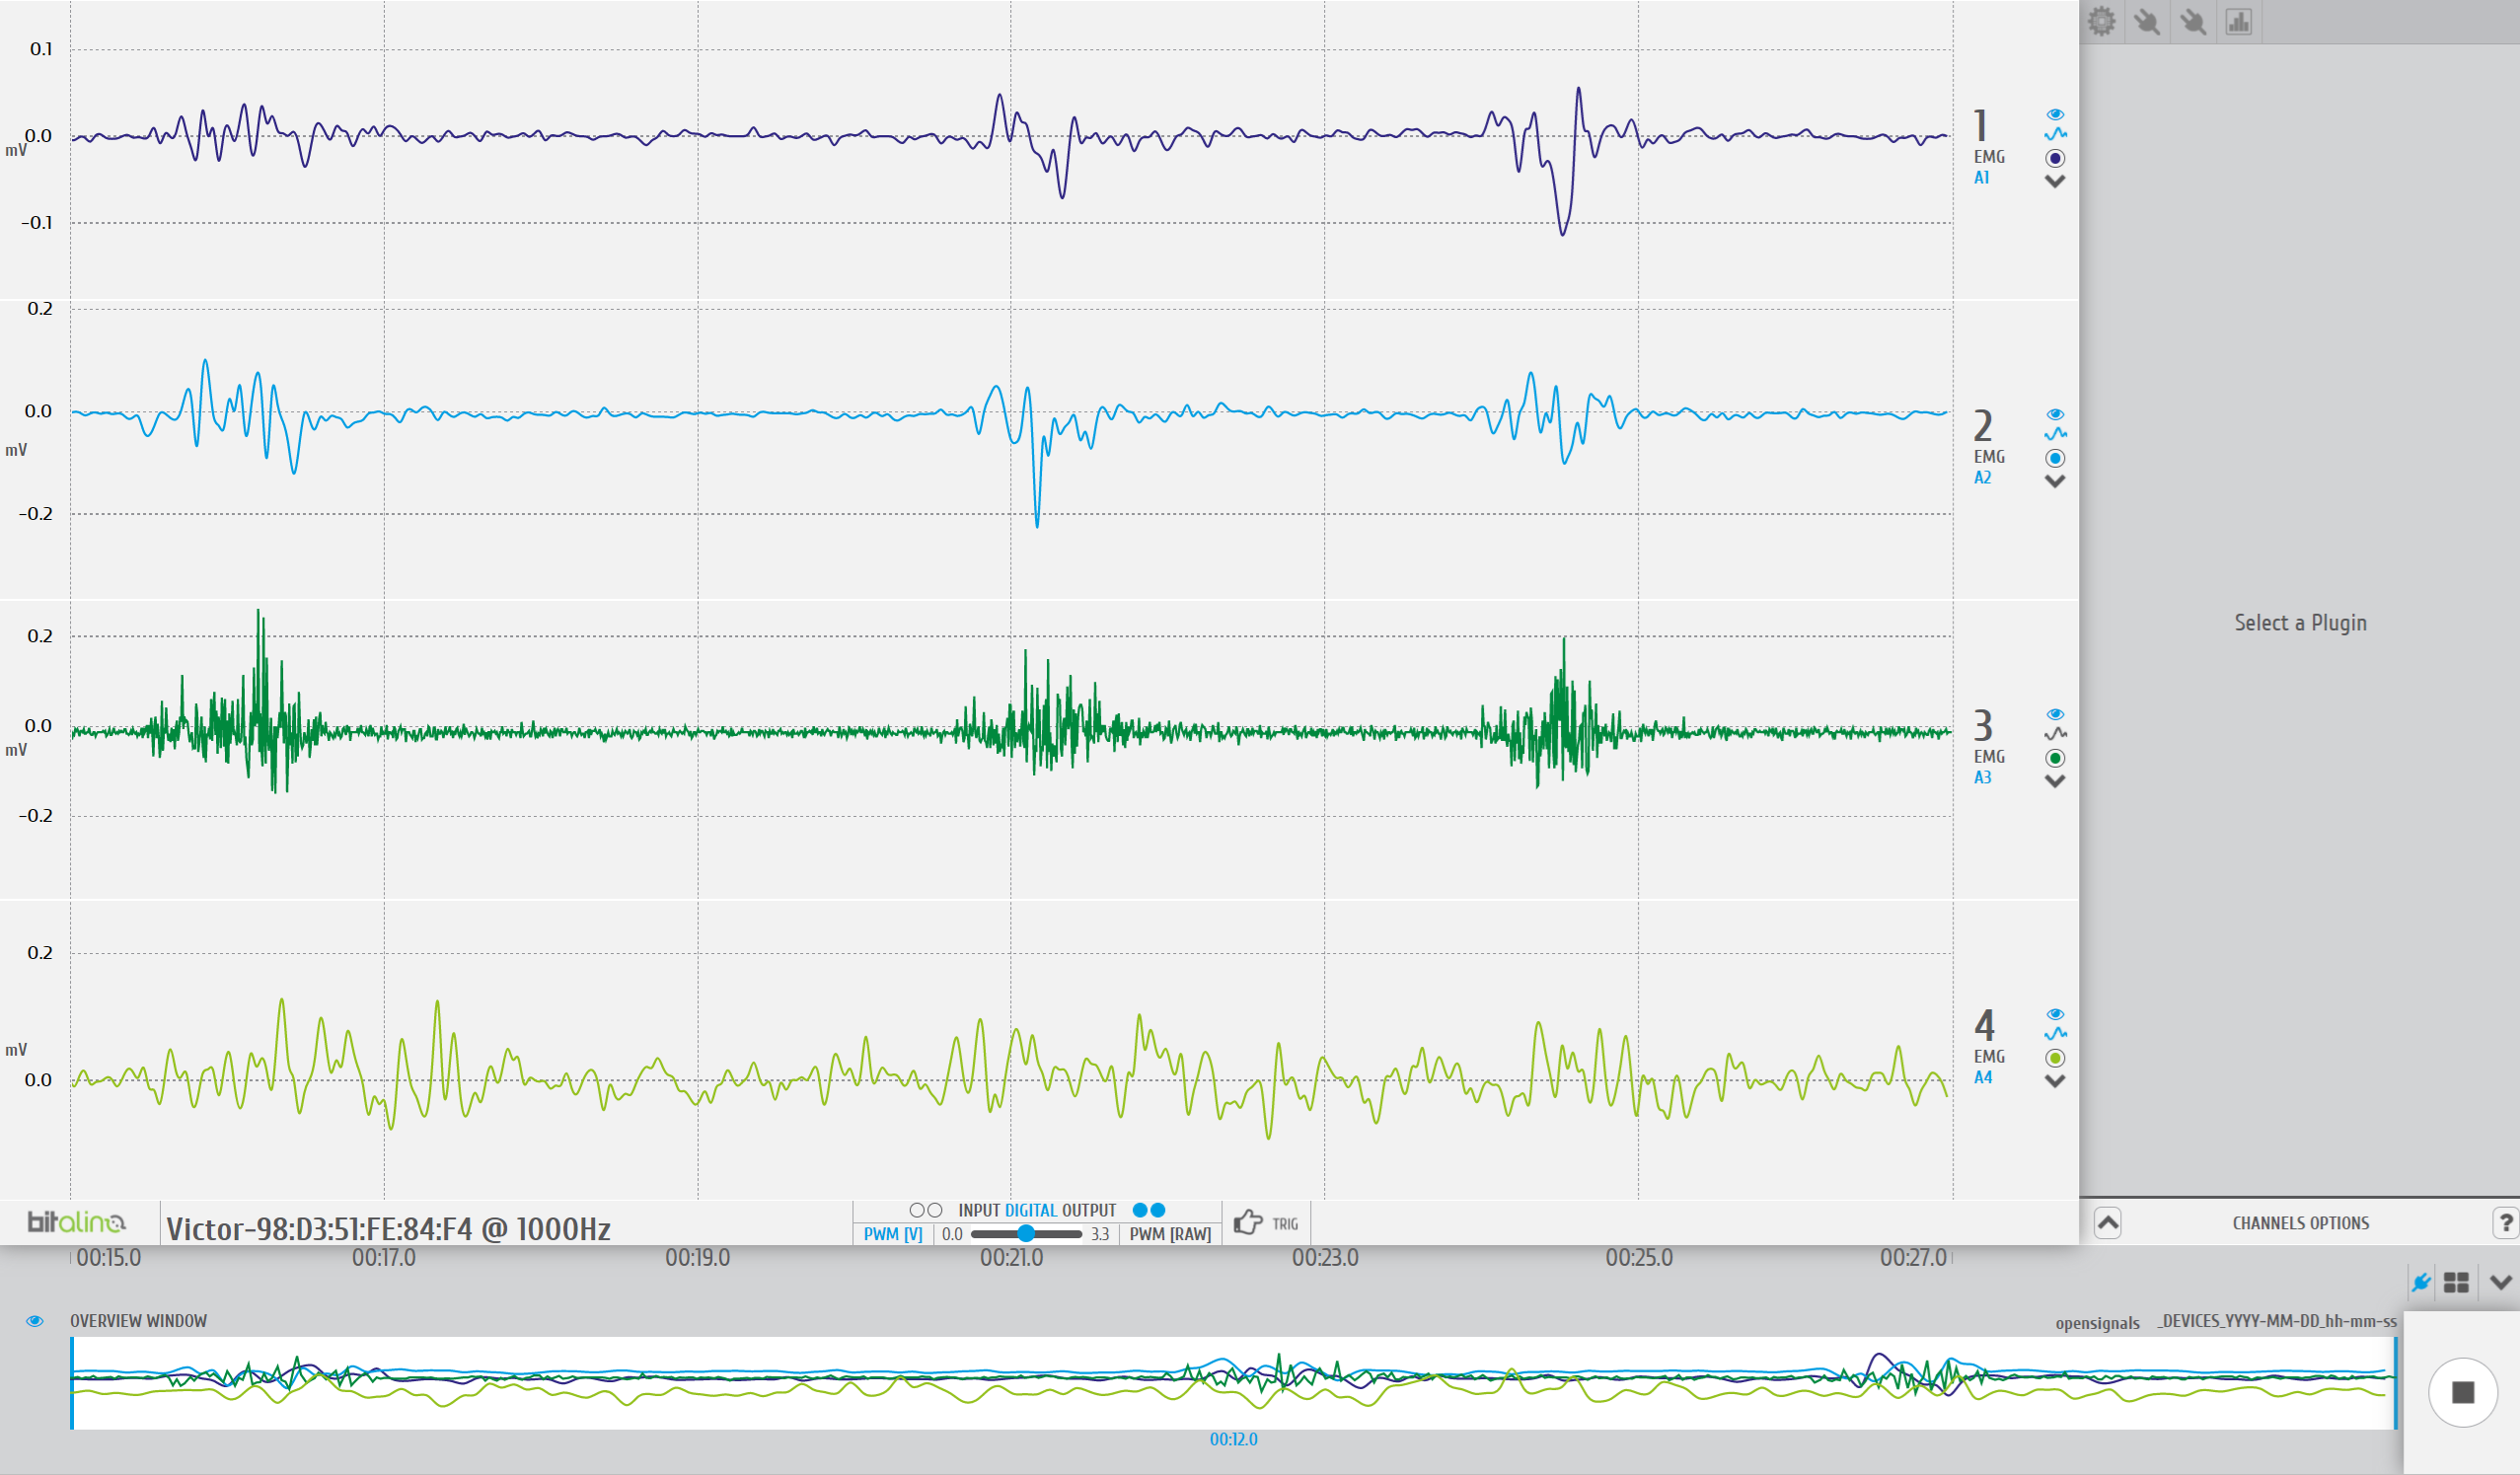 0.1
0.0
mV
-0.1
1
EMG
A1
0.2
0.0
mV
-0.2
2
EMG
A2
0.2
0.0
mV
-0.2
3
EMG
A3
0.2
mV
0.0
4
EMG
A4
Select a Plugin
bitalino
Victor-98:D3:51:FE:84:F4 @ 1000Hz
INPUT DIGITAL OUTPUT
PWM [V] 0.0 3.3 PWM [RAW]
TRIG
CHANNELS OPTIONS
?
00:15.0 00:17.0 00:19.0 00:21.0 00:23.0 00:25.0 00:27.0
OVERVIEW WINDOW
opensignals _DEVICES_YYYY-MM-DD_hh-mm-ss
00:12.0